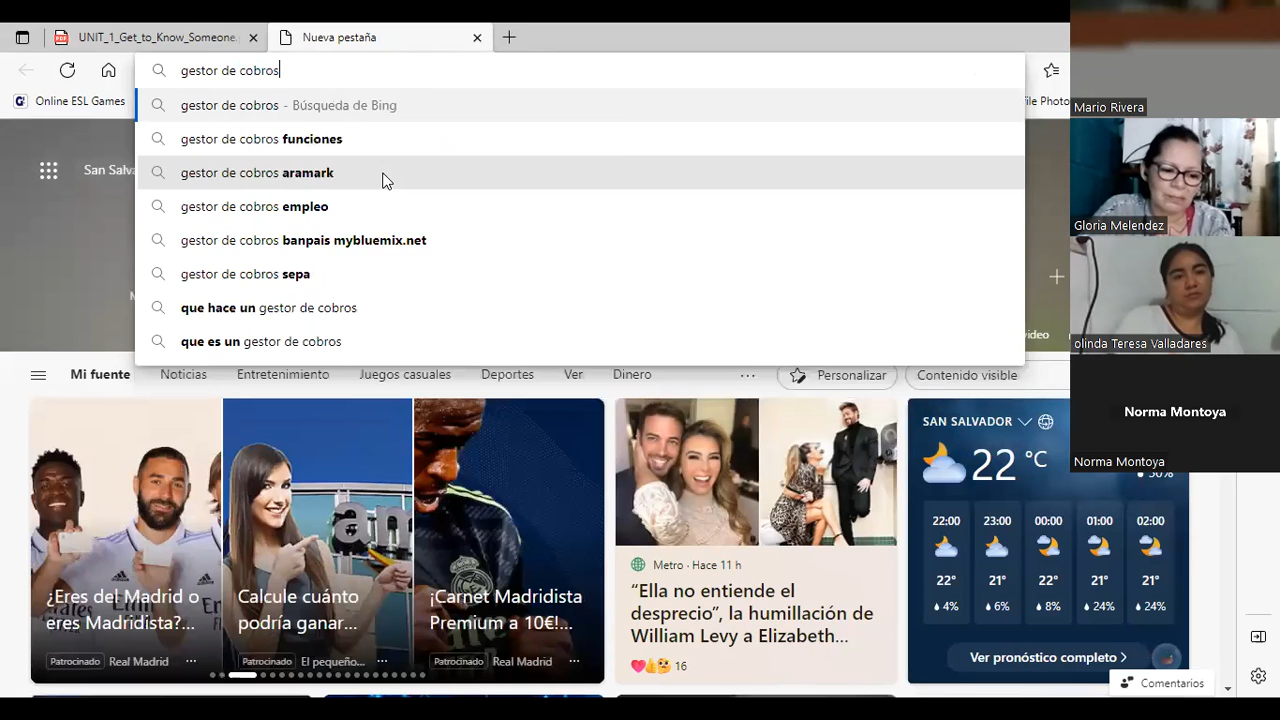 UNIT_1_Get_to_Know_Someone.
Nueva pestaña
Online ESL Games
file Photo
gestor de cobros
gestor de cobros - Búsqueda de Bing
gestor de cobros funciones
gestor de cobros aramark
gestor de cobros empleo
gestor de cobros banpais mybluemix.net
gestor de cobros sepa
que hace un gestor de cobros
que es un gestor de cobros
San Salva
video
Mi fuente
Noticias
Entretenimiento
Juegos casuales
Deportes
Ver
Dinero
Personalizar
Contenido visible
¿Eres del Madrid o
eres Madridista?...
Patrocinado
Real Madrid
Calcule cuánto
podría ganar...
Patrocinado
El pequeño...
¡Carnet Madridista
Premium a 10€!...
Patrocinado
Real Madrid
Metro · Hace 11 h
“Ella no entiende el
desprecio”, la humillación de
William Levy a Elizabeth...
16
SAN SALVADOR
22 °C
22:00 23:00 00:00 01:00 02:00
22° 21° 22° 21° 21°
4% 6% 8% 24% 24%
Ver pronóstico completo
Comentarios
Mario Rivera
Gloria Melendez
olinda Teresa Valladares
Norma Montoya
Norma Montoya